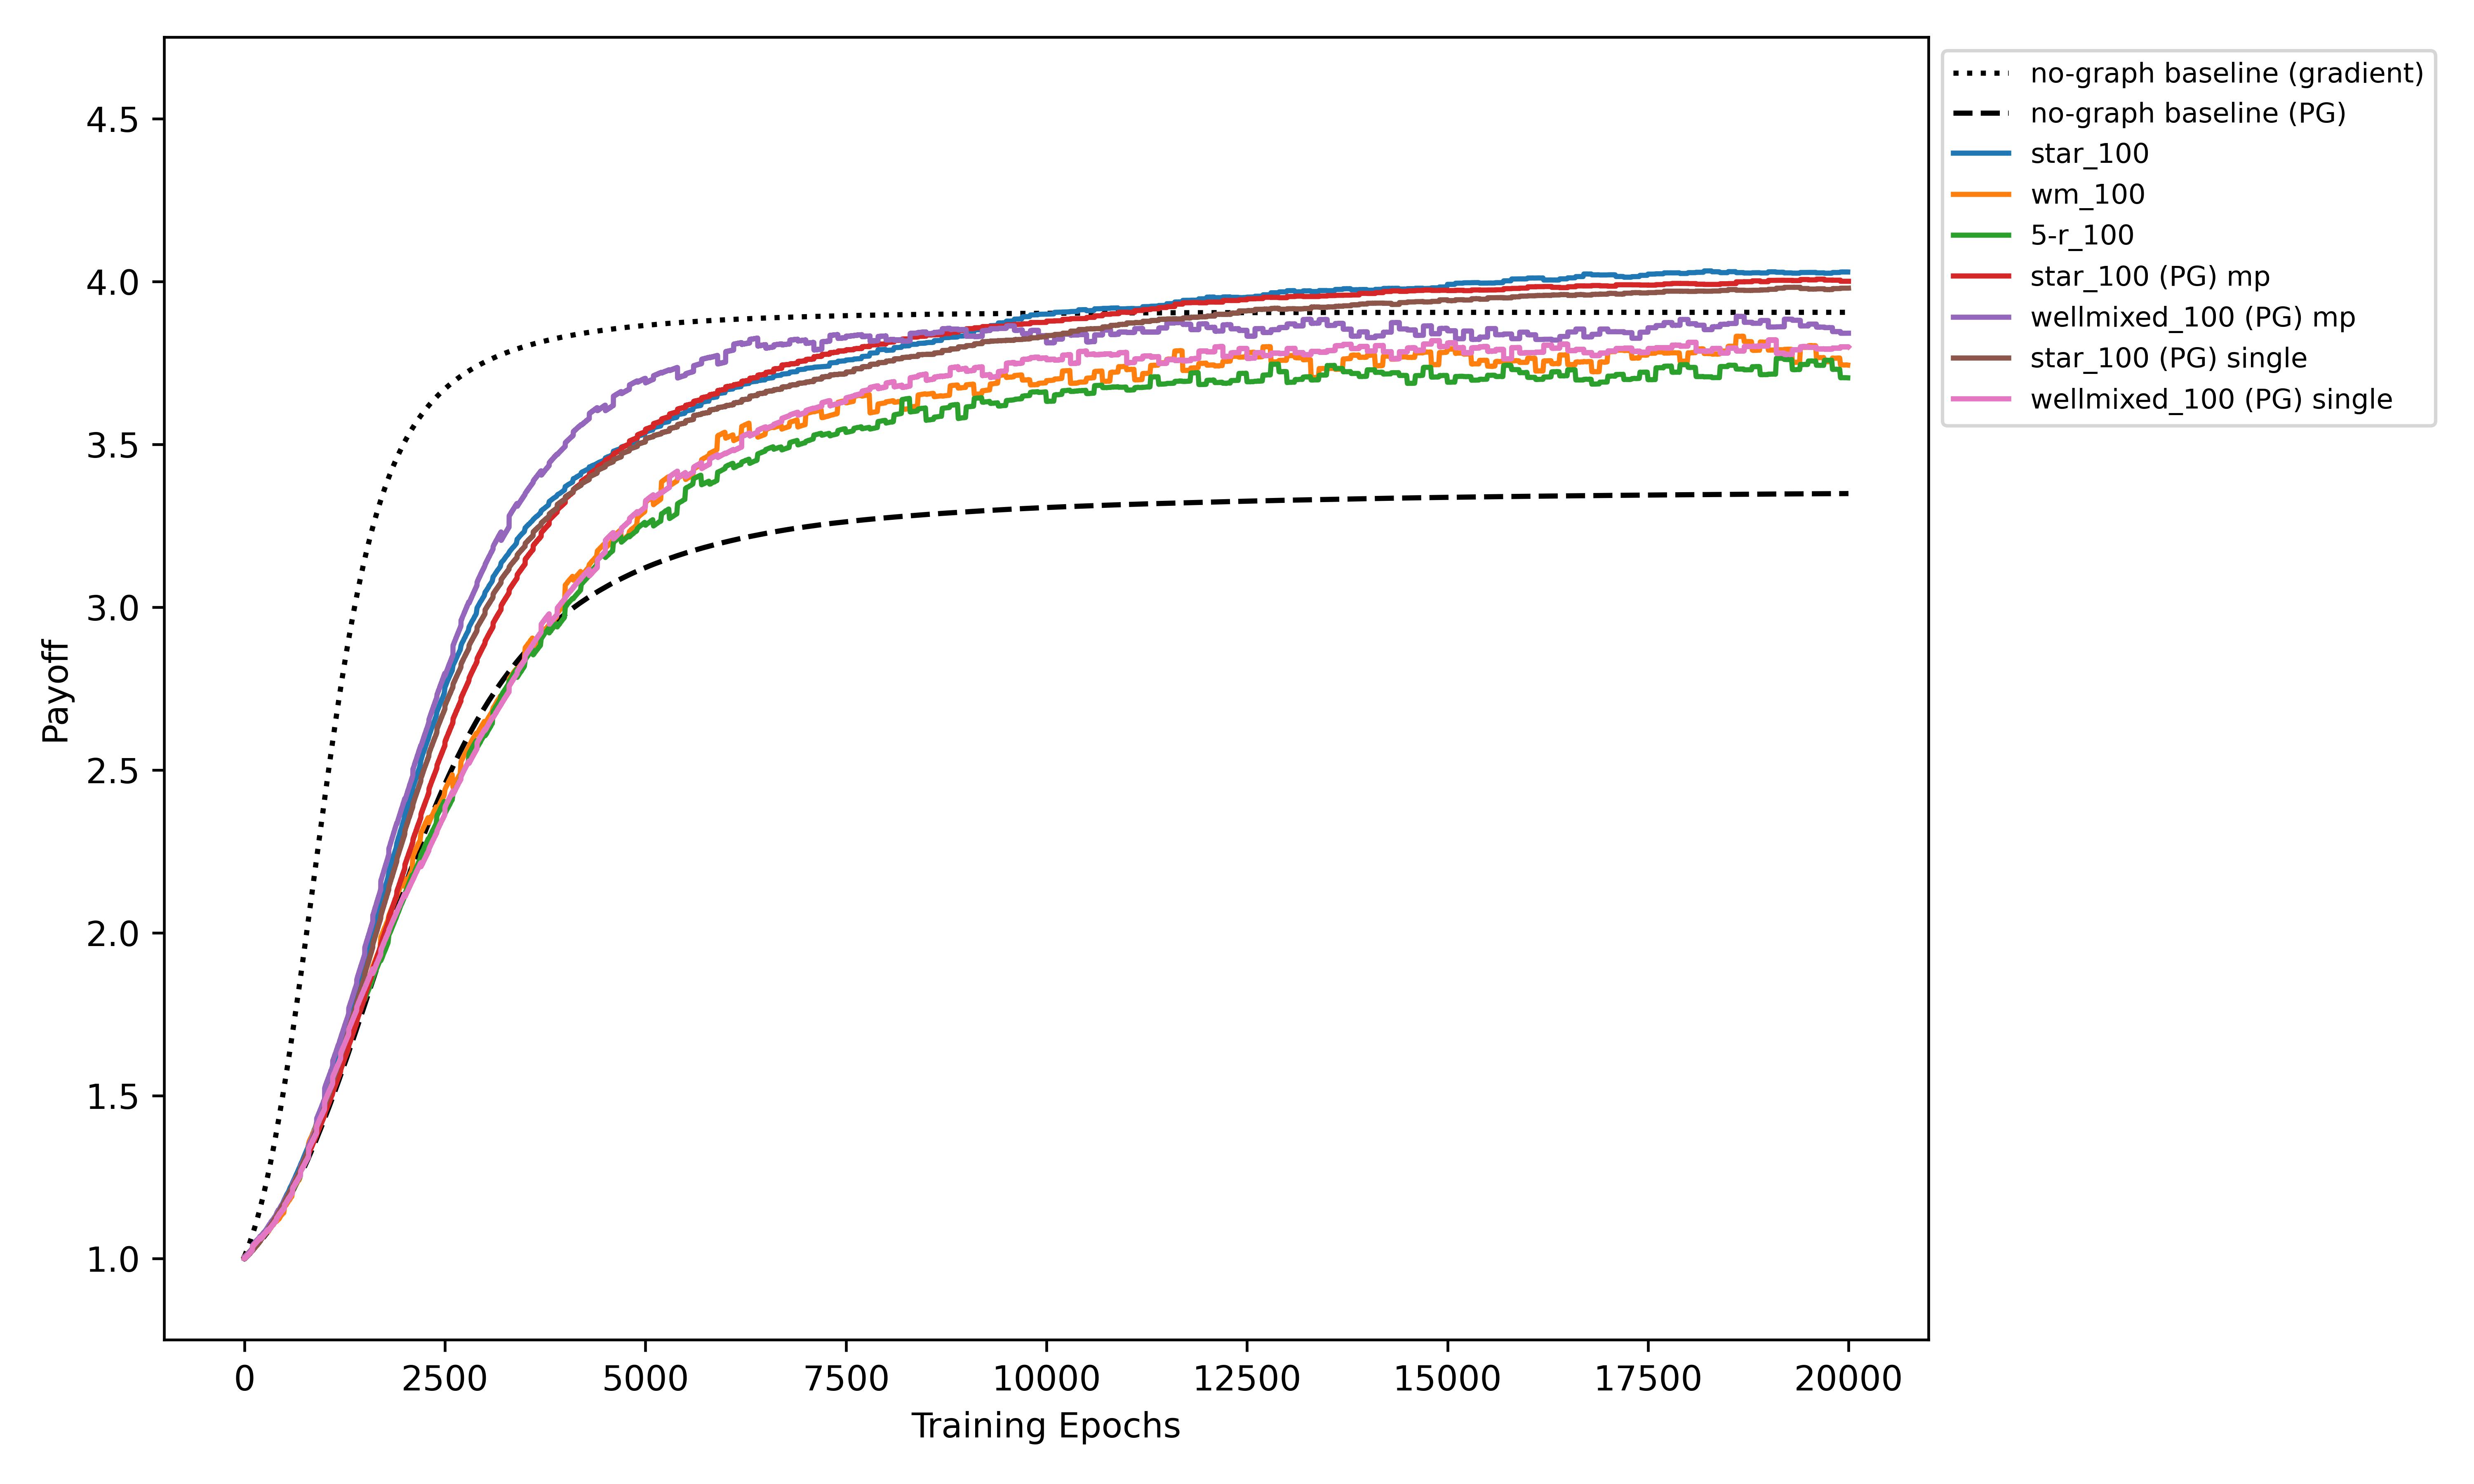 4.5
4.0
3.5
3.0
2.5
2.0
1.5
1.0
Payoff
0 2500 5000 7500 10000 12500 15000 17500 20000
Training Epochs
no-graph baseline (gradient)
no-graph baseline (PG)
star_100
wm_100
5-r_100
star_100 (PG) mp
wellmixed_100 (PG) mp
star_100 (PG) single
wellmixed_100 (PG) single